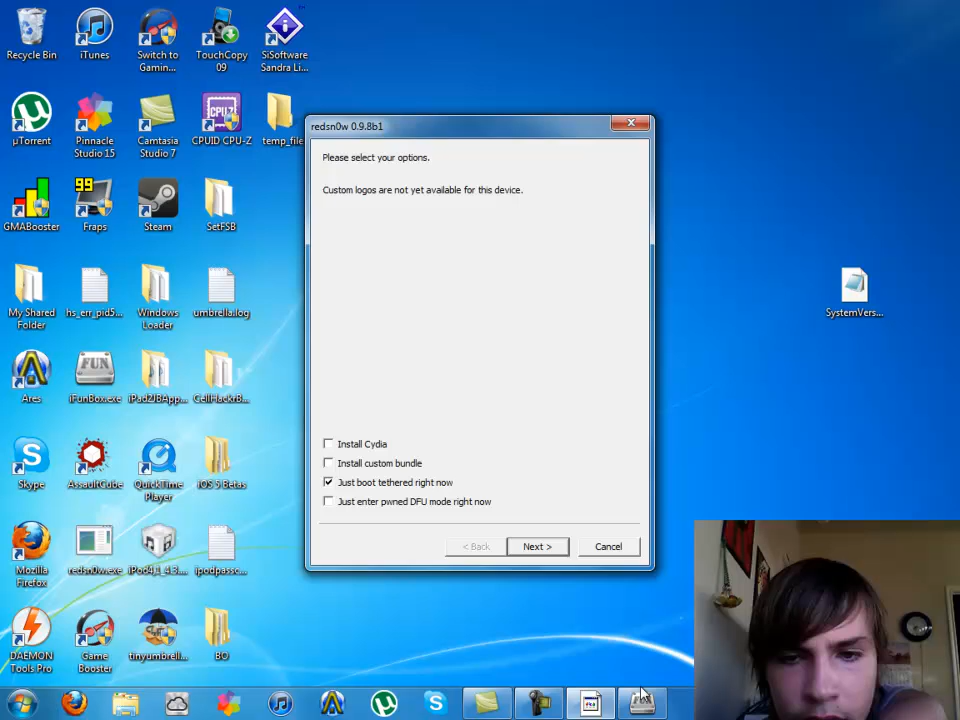 Recycle Bin
iTunes
Switch to
Gaming...
TouchCopy
09
SiSoftware
Sandra Li...
µTorrent
Pinnacle
Studio 15
Camtasia
Studio 7
CPUID CPU-Z
temp_file
GMABooster
99
Fraps
Steam
SetFSB
My Shared
Folder
hs_err_pid5...
Windows
Loader
umbrella.log
Ares
FUN
iFunBox.exe
iPad2JBApp...
CellHackrB...
Skype
AssaultCube
QuickTime
Player
iOS 5 Betas
Mozilla
Firefox
redsn0w.exe
iPod4,1_4.3....
ipodpassc...
DAEMON
Tools Pro
Game
Booster
tinyumbrell...
BO
SystemVers...
redsn0w 0.9.8b1
Please select your options.
Custom logos are not yet available for this device.
Install Cydia
Install custom bundle
Just boot tethered right now
Just enter pwned DFU mode right now
< Back
Next >
Cancel